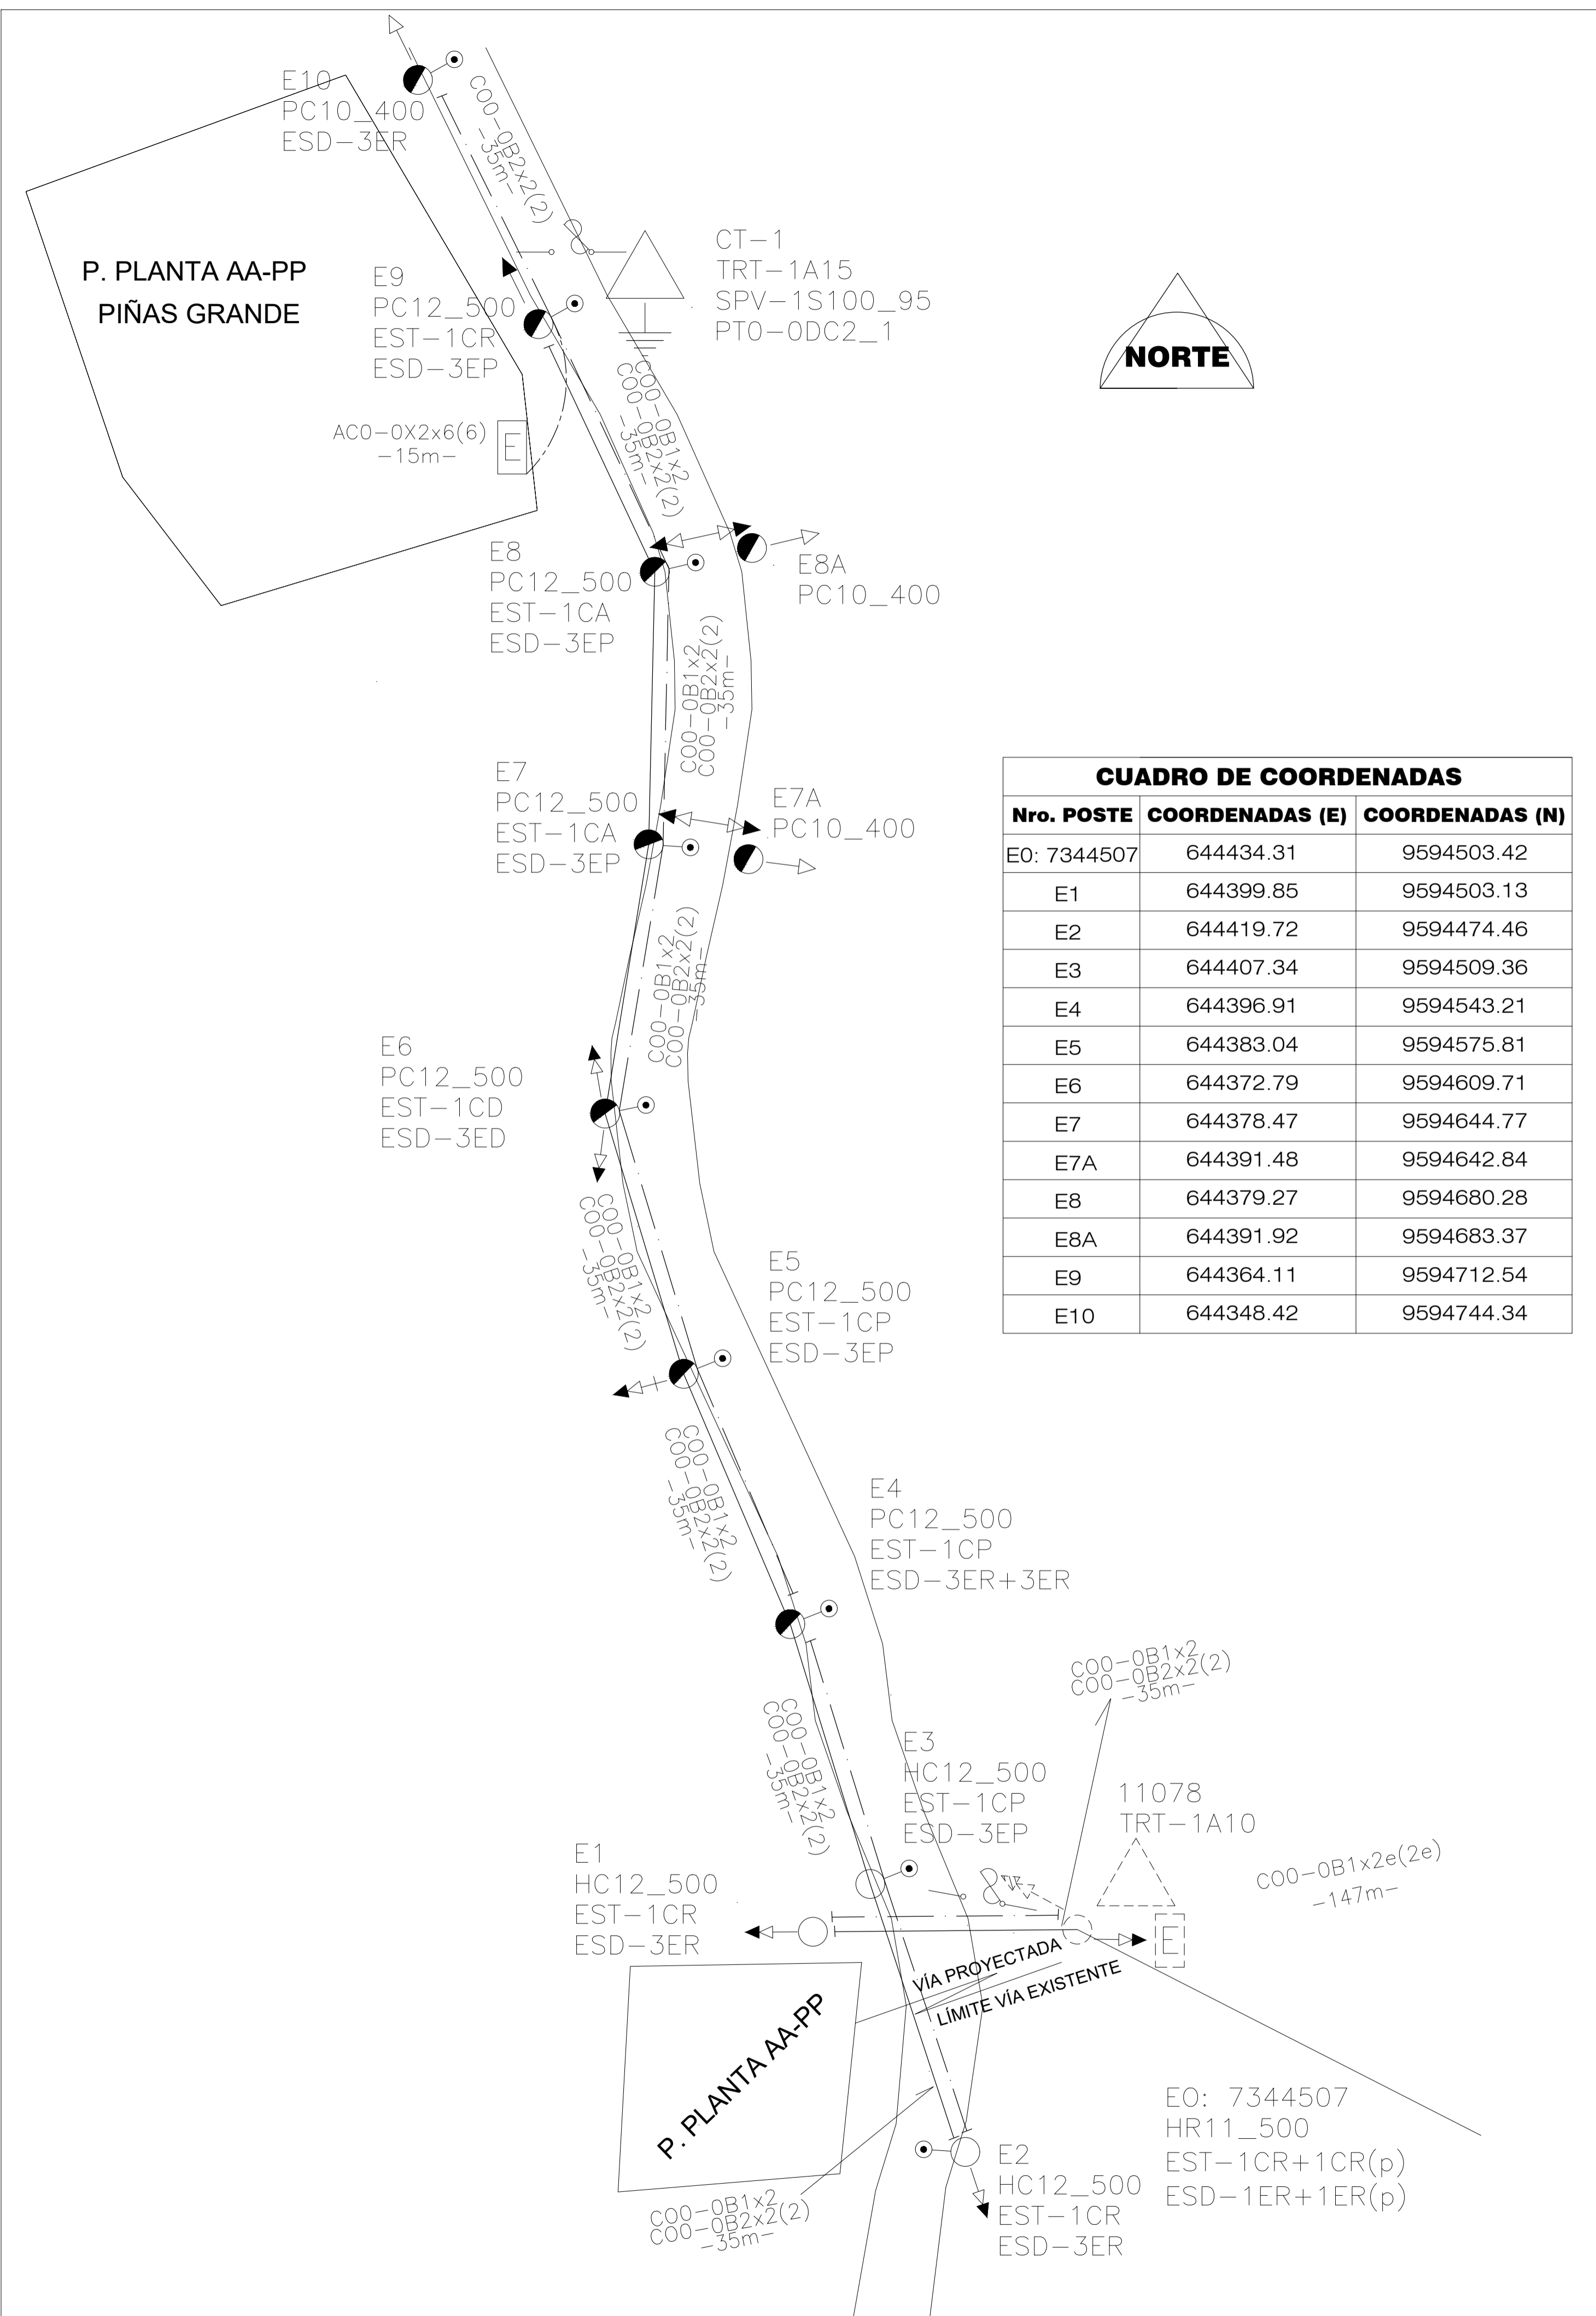 E10
PC10_400
ESD-3ER
C00-0B2x2(2)
-35m-
P. PLANTA AA-PP
PIÑAS GRANDE
CT-1
TRT-1A15
SPV-1S100_95
PT0-0DC2_1
NORTE
E9
PC12_500
EST-1CR
ESD-3EP
C00-0B1x2
C00-0B2x2(2)
-35m-
AC0-0X2x6(6)
-15m-
E
E8
PC12_500
EST-1CA
ESD-3EP
E8A
PC10_400
C00-0B1x2
C00-0B2x2(2)
-35m-
E7
PC12_500
EST-1CA
ESD-3EP
E7A
PC10_400
CUADRO DE COORDENADAS
Nro. POSTE COORDENADAS (E) COORDENADAS (N)
E0: 7344507 644434.31 9594503.42
E1 644399.85 9594503.13
E2 644419.72 9594474.46
E3 644407.34 9594509.36
E4 644396.91 9594543.21
E5 644383.04 9594575.81
E6 644372.79 9594609.71
E7 644378.47 9594644.77
E7A 644391.48 9594642.84
E8 644379.27 9594680.28
E8A 644391.92 9594683.37
E9 644364.11 9594712.54
E10 644348.42 9594744.34
C00-0B1x2
C00-0B2x2(2)
-35m-
E6
PC12_500
EST-1CD
ESD-3ED
C00-0B1x2
C00-0B2x2(2)
-35m-
E5
PC12_500
EST-1CP
ESD-3EP
C00-0B1x2
C00-0B2x2(2)
-35m-
E4
PC12_500
EST-1CP
ESD-3ER+3ER
C00-0B1x2
C00-0B2x2(2)
-35m-
C00-0B1x2
C00-0B2x2(2)
-35m-
E3
HC12_500
EST-1CP
ESD-3EP
11078
TRT-1A10
C00-0B1x2e(2e)
-147m-
E1
HC12_500
EST-1CR
ESD-3ER
E
VÍA PROYECTADA
LÍMITE VÍA EXISTENTE
P. PLANTA AA-PP
E0: 7344507
HR11_500
EST-1CR+1CR(p)
ESD-1ER+1ER(p)
E2
HC12_500
EST-1CR
ESD-3ER
C00-0B1x2
C00-0B2x2(2)
-35m-